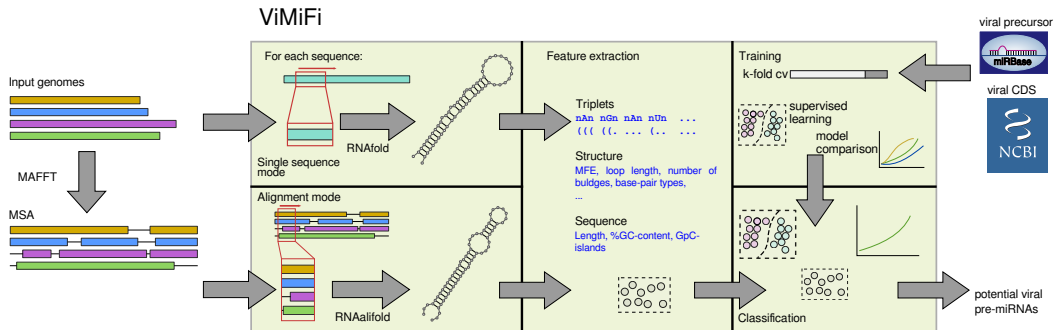 ViMiFi
Input genomes
MAFFT
MSA
For each sequence:
RNAfold
Single sequence
mode
Alignment mode
RNAalifold
Feature extraction
Triplets
nAn nGn nAn nUn ...
((( ((. ... (.. ...
Structure
MFE, loop length, number of
buldges, base-pair types,
...
Sequence
Length, %GC-content, GpC-
islands
Training
k-fold cv
supervised
learning
model
comparison
Classification
viral precursor
miRBase
viral CDS
NCBI
potential viral
pre-miRNAs